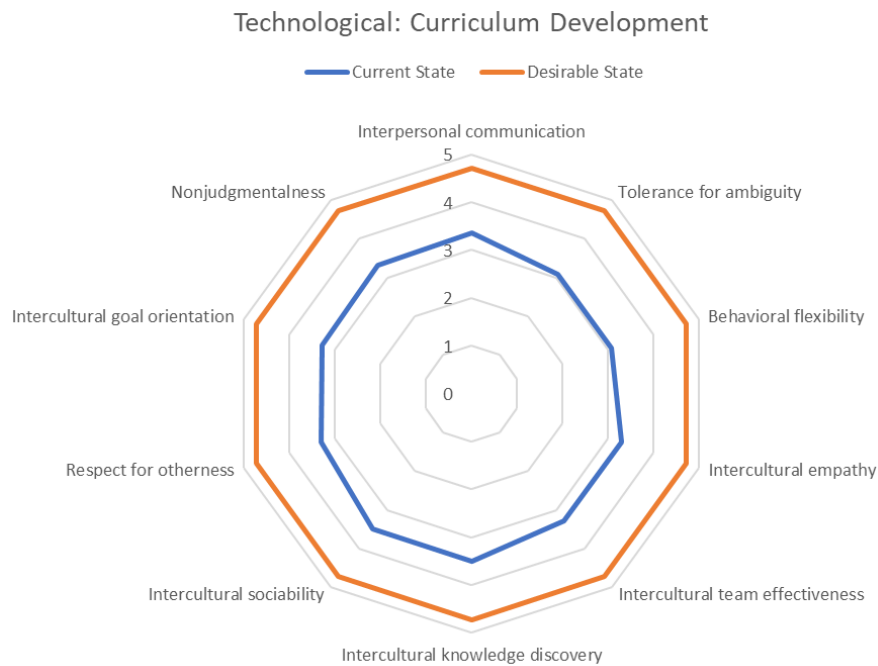 Technological: Curriculum Development
Current State
Desirable State
Interpersonal communication
Tolerance for ambiguity
Behavioral flexibility
Intercultural empathy
Intercultural team effectiveness
Intercultural knowledge discovery
Intercultural sociability
Respect for otherness
Intercultural goal orientation
Nonjudgmentalness
5
4
3
2
1
0